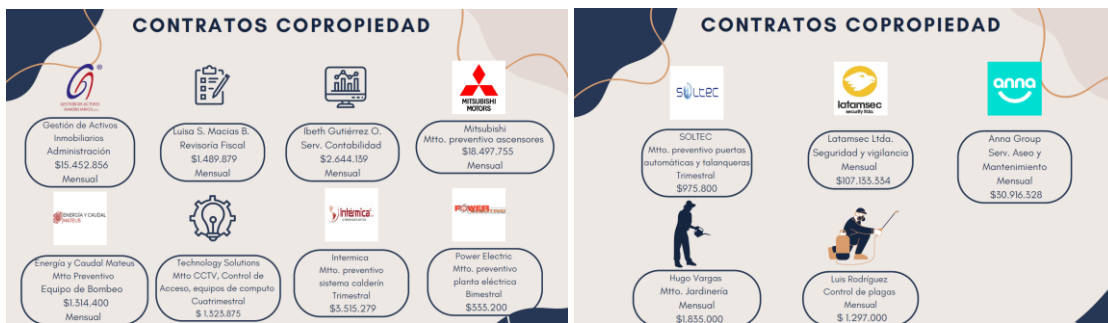 CONTRATOS COPROPIEDAD
GESTIÓN DE ACTIVOS
INMOBILIARIOS
Gestión de Activos
Inmobiliarios
Administración
$15.452.856
Mensual
Luisa S. Macias B.
Revisoría Fiscal
$1.489.879
Mensual
Ibeth Gutiérrez O.
Serv. Contabilidad
$2.644.139
Mensual
MITSUBISHI
MOTORS
Mitsubishi
Mtto. preventivo ascensores
$18.497.755
Mensual
ENERGÍA Y CAUDAL
MATEUS
Energía y Caudal Mateus
Mtto Preventivo
Equipo de Bombeo
$1.314.400
Mensual
Technology Solutions
Mtto CCTV, Control de
Acceso, equipos de computo
Cuatrimestral
$ 1.323.875
Intérmica
Intermica
Mtto. preventivo
sistema calderín
Trimestral
$3.515.279
POWER
Power Electric
Mtto. preventivo
planta eléctrica
Bimestral
$333.200
CONTRATOS COPROPIEDAD
SOLTEC
SOLTEC
Mtto. preventivo puertas
automáticas y talanqueras
Trimestral
$975.800
latamsec
security ltda.
Latamsec Ltda.
Seguridad y vigilancia
Mensual
$107.133.334
anna
Anna Group
Serv. Aseo y
Mantenimiento
Mensual
$30.916.328
Hugo Vargas
Mtto. Jardinería
Mensual
$1.835.000
Luis Rodríguez
Control de plagas
Mensual
$ 1.297.000